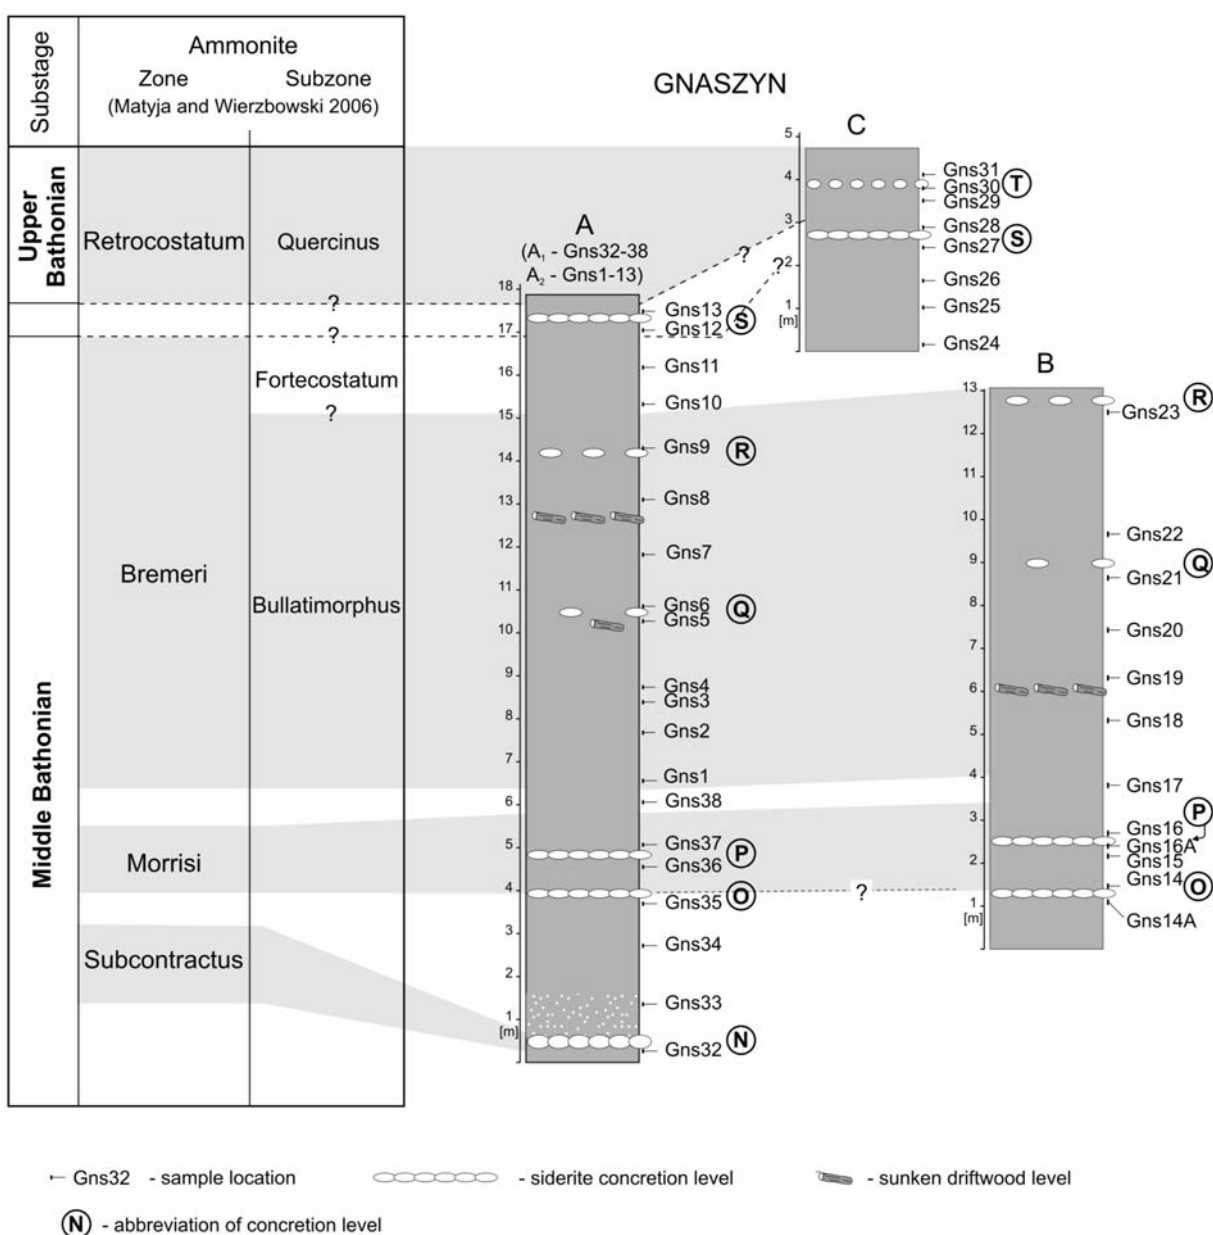 Substage
Ammonite
Zone
Subzone
(Matyja and Wierzbowski 2006)
Upper
Bathonian
Retrocostatum
Quercinus
?
?
Fortecostatum
?
Bremeri
Bullatimorphus
Middle Bathonian
Morrisi
Subcontractus
GNASZYN
A
(A1 - Gns32-38
A2 - Gns1-13)
18
17
16
15
14
13
12
11
10
9
8
7
6
5
4
3
2
1
[m]
Gns13
S
Gns12
Gns11
Gns10
Gns9
R
Gns8
Gns7
Gns6
Q
Gns5
Gns4
Gns3
Gns2
Gns1
Gns38
Gns37
P
Gns36
O
Gns35
Gns34
Gns33
N
Gns32
?
?
?
C
5
4
3
2
1
[m]
Gns31
T
Gns30
Gns29
Gns28
S
Gns27
Gns26
Gns25
Gns24
B
13
12
11
10
9
8
7
6
5
4
3
2
1
[m]
R
Gns23
Gns22
Q
Gns21
Gns20
Gns19
Gns18
Gns17
P
Gns16
Gns16A
Gns15
Gns14
O
Gns14A
Gns32 - sample location
- siderite concretion level
- sunken driftwood level
N - abbreviation of concretion level